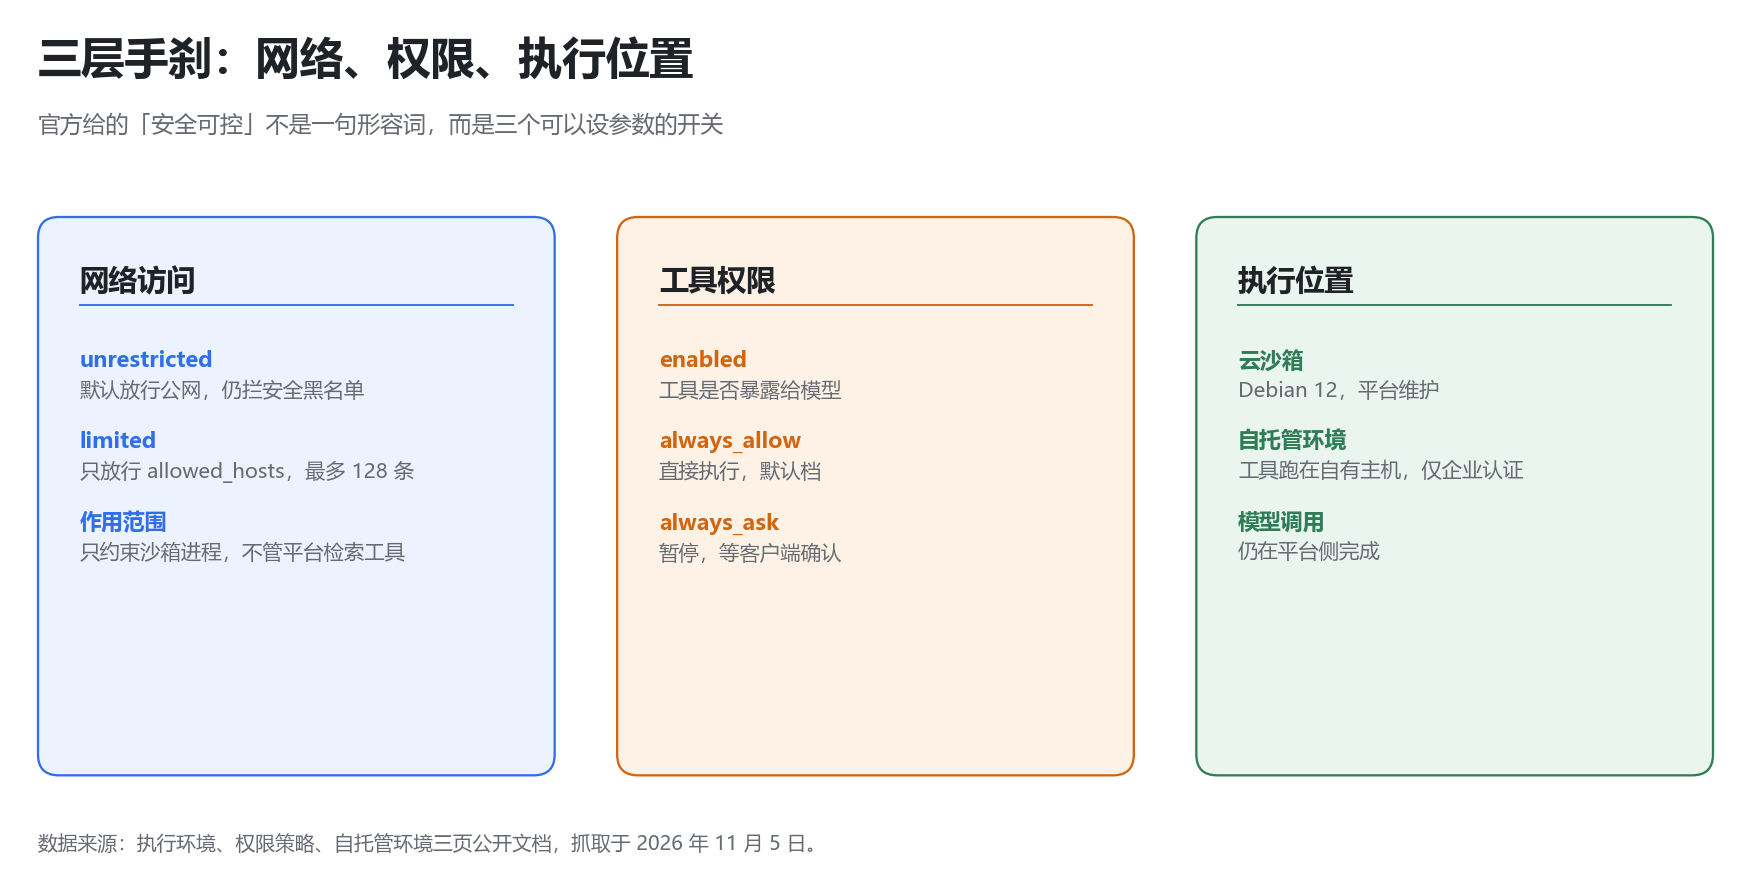 三层手刹：网络、权限、执行位置
官方给的「安全可控」不是一句形容词，而是三个可以设参数的开关
网络访问
unrestricted
默认放行公网，仍拦安全黑名单
limited
只放行 allowed_hosts，最多 128 条
作用范围
只约束沙箱进程，不管平台检索工具
工具权限
enabled
工具是否暴露给模型
always_allow
直接执行，默认档
always_ask
暂停，等客户端确认
执行位置
云沙箱
Debian 12，平台维护
自托管环境
工具跑在自有主机，仅企业认证
模型调用
仍在平台侧完成
数据来源：执行环境、权限策略、自托管环境三页公开文档，抓取于 2026 年 11 月 5 日。